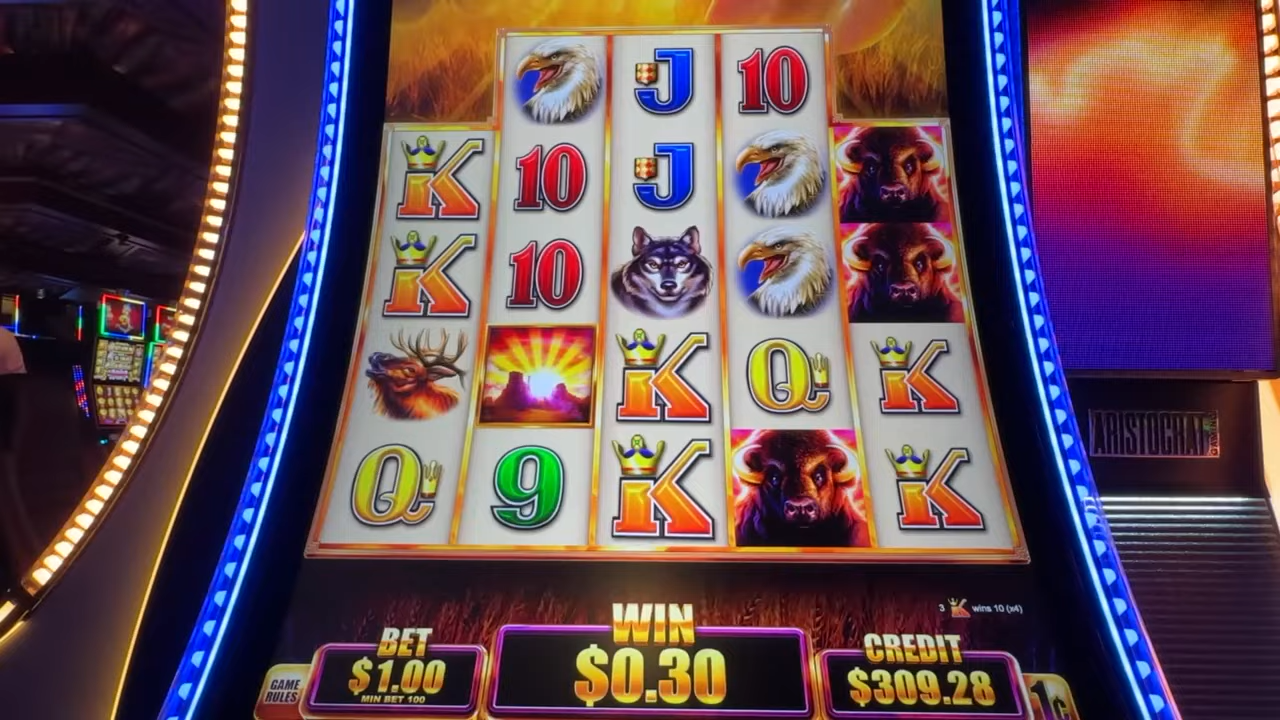 J 10
K 10 J
K 10
K Q K
Q 9 K K
3 K wins 10 (x4)
WIN
BET
CREDIT
$1.00
$0.30
$309.28
MIN BET 100
GAME
RULES
1¢
ARISTOCRAT